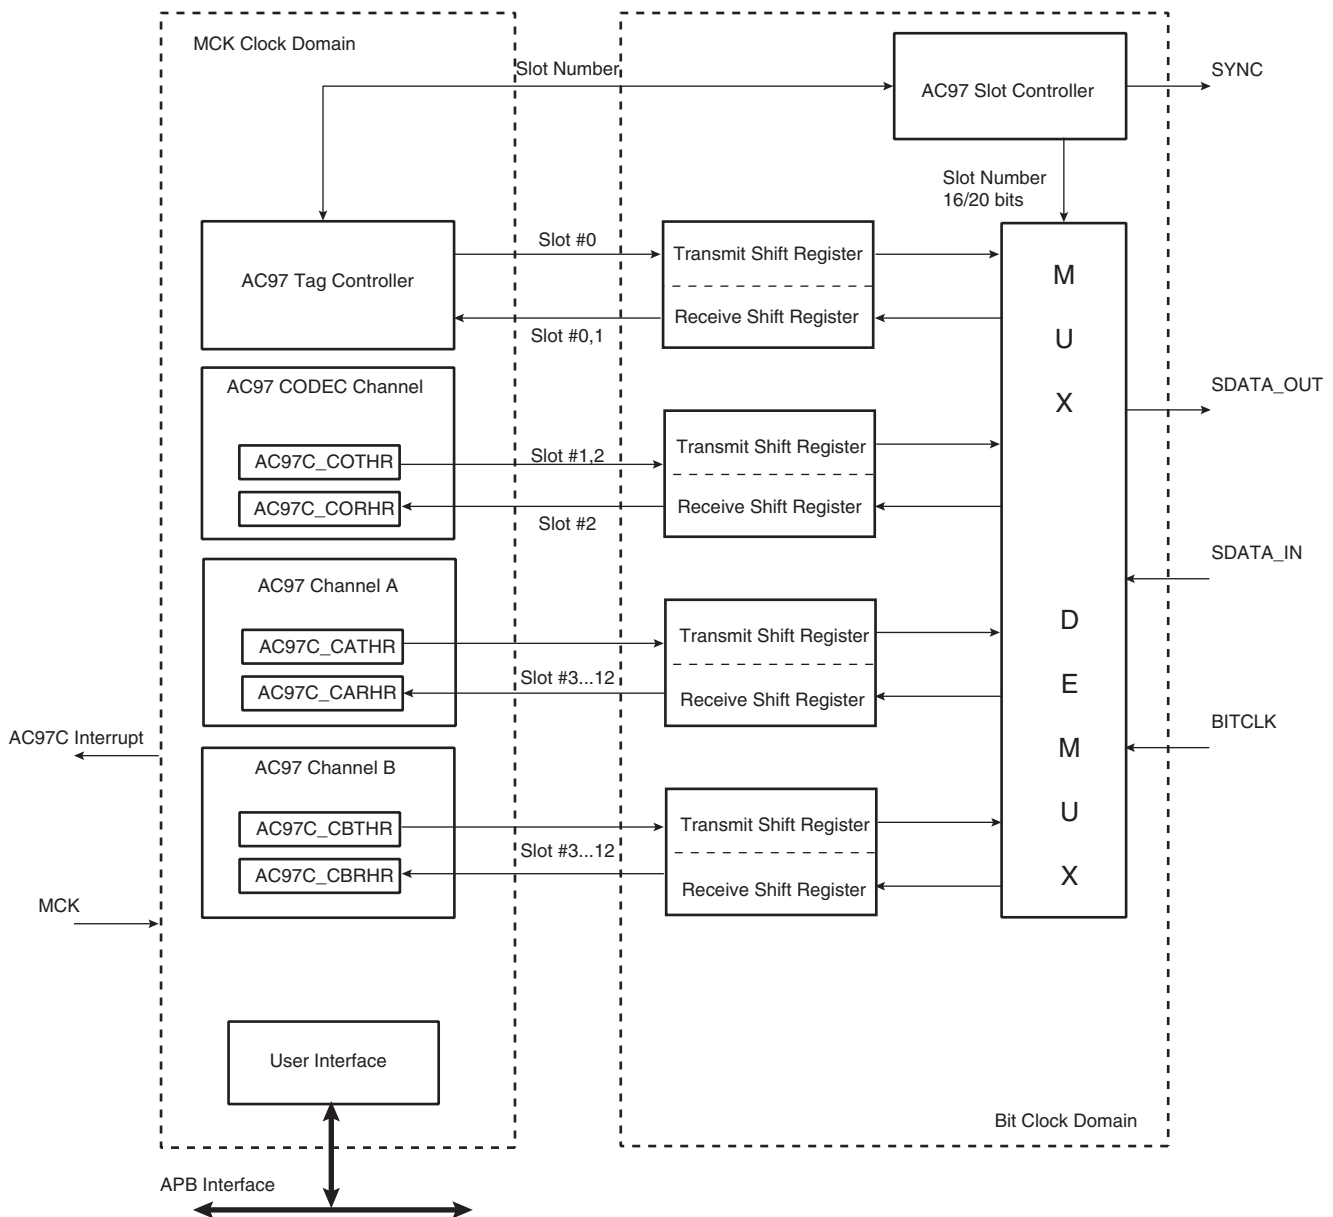 MCK Clock Domain
Slot Number
AC97 Slot Controller
SYNC
Slot Number
16/20 bits
AC97 Tag Controller
Slot #0
Slot #0,1
Transmit Shift Register
Receive Shift Register
M
U
X
D
E
M
U
X
AC97 CODEC Channel
AC97C_COTHR
AC97C_CORHR
Slot #1,2
Slot #2
Transmit Shift Register
Receive Shift Register
SDATA_OUT
AC97 Channel A
AC97C_CATHR
AC97C_CARHR
Slot #3...12
Transmit Shift Register
Receive Shift Register
SDATA_IN
AC97C Interrupt
BITCLK
AC97 Channel B
AC97C_CBTHR
AC97C_CBRHR
Slot #3...12
Transmit Shift Register
Receive Shift Register
MCK
User Interface
Bit Clock Domain
APB Interface